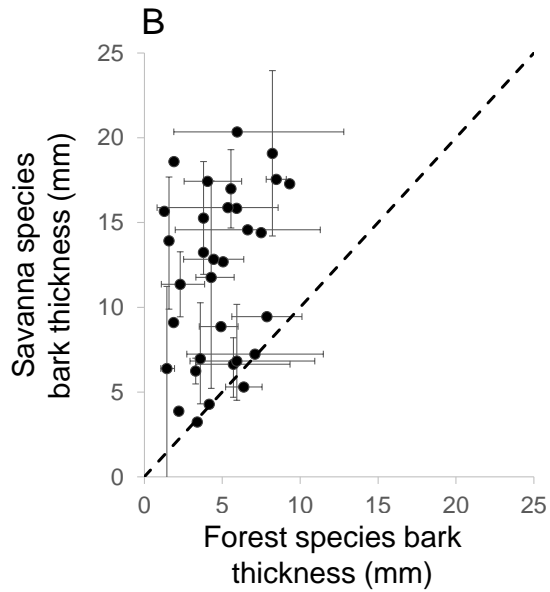 B
Savanna species
bark thickness (mm)
25
20
15
10
5
0
0 5 10 15 20 25
Forest species bark
thickness (mm)